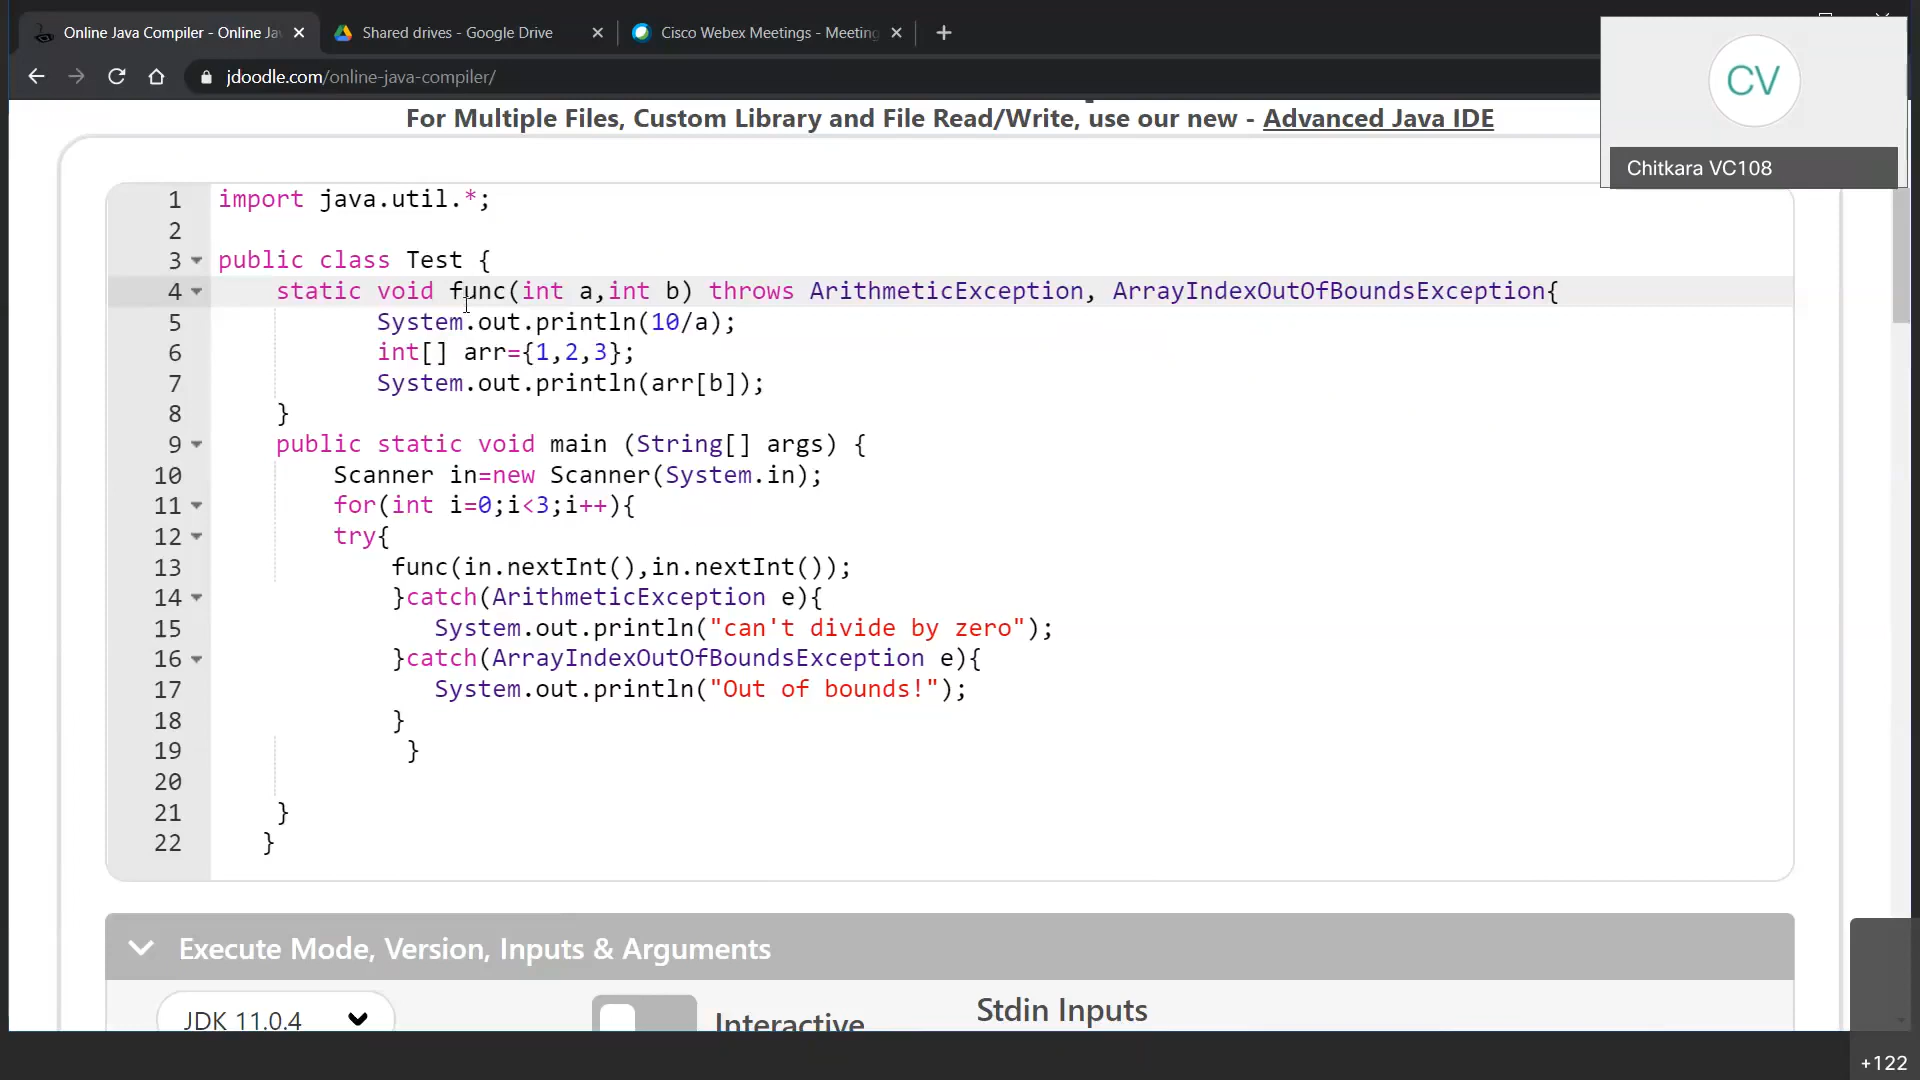 Online Java Compiler - Online Ja
Shared drives - Google Drive
Cisco Webex Meetings - Meeting
jdoodle.com/online-java-compiler/
CV
Chitkara VC108
For Multiple Files, Custom Library and File Read/Write, use our new - Advanced Java IDE
1 import java.util.*;
2
3 public class Test {
4 static void func(int a,int b) throws ArithmeticException, ArrayIndexOutOfBoundsException{
5 System.out.println(10/a);
6 int[] arr={1,2,3};
7 System.out.println(arr[b]);
8 }
9 public static void main (String[] args) {
10 Scanner in=new Scanner(System.in);
11 for(int i=0;i<3;i++){
12 try{
13 func(in.nextInt(),in.nextInt());
14 }catch(ArithmeticException e){
15 System.out.println("can't divide by zero");
16 }catch(ArrayIndexOutOfBoundsException e){
17 System.out.println("Out of bounds!");
18 }
19 }
20
21 }
22 }
Execute Mode, Version, Inputs & Arguments
JDK 11.0.4
Interactive
Stdin Inputs
+122